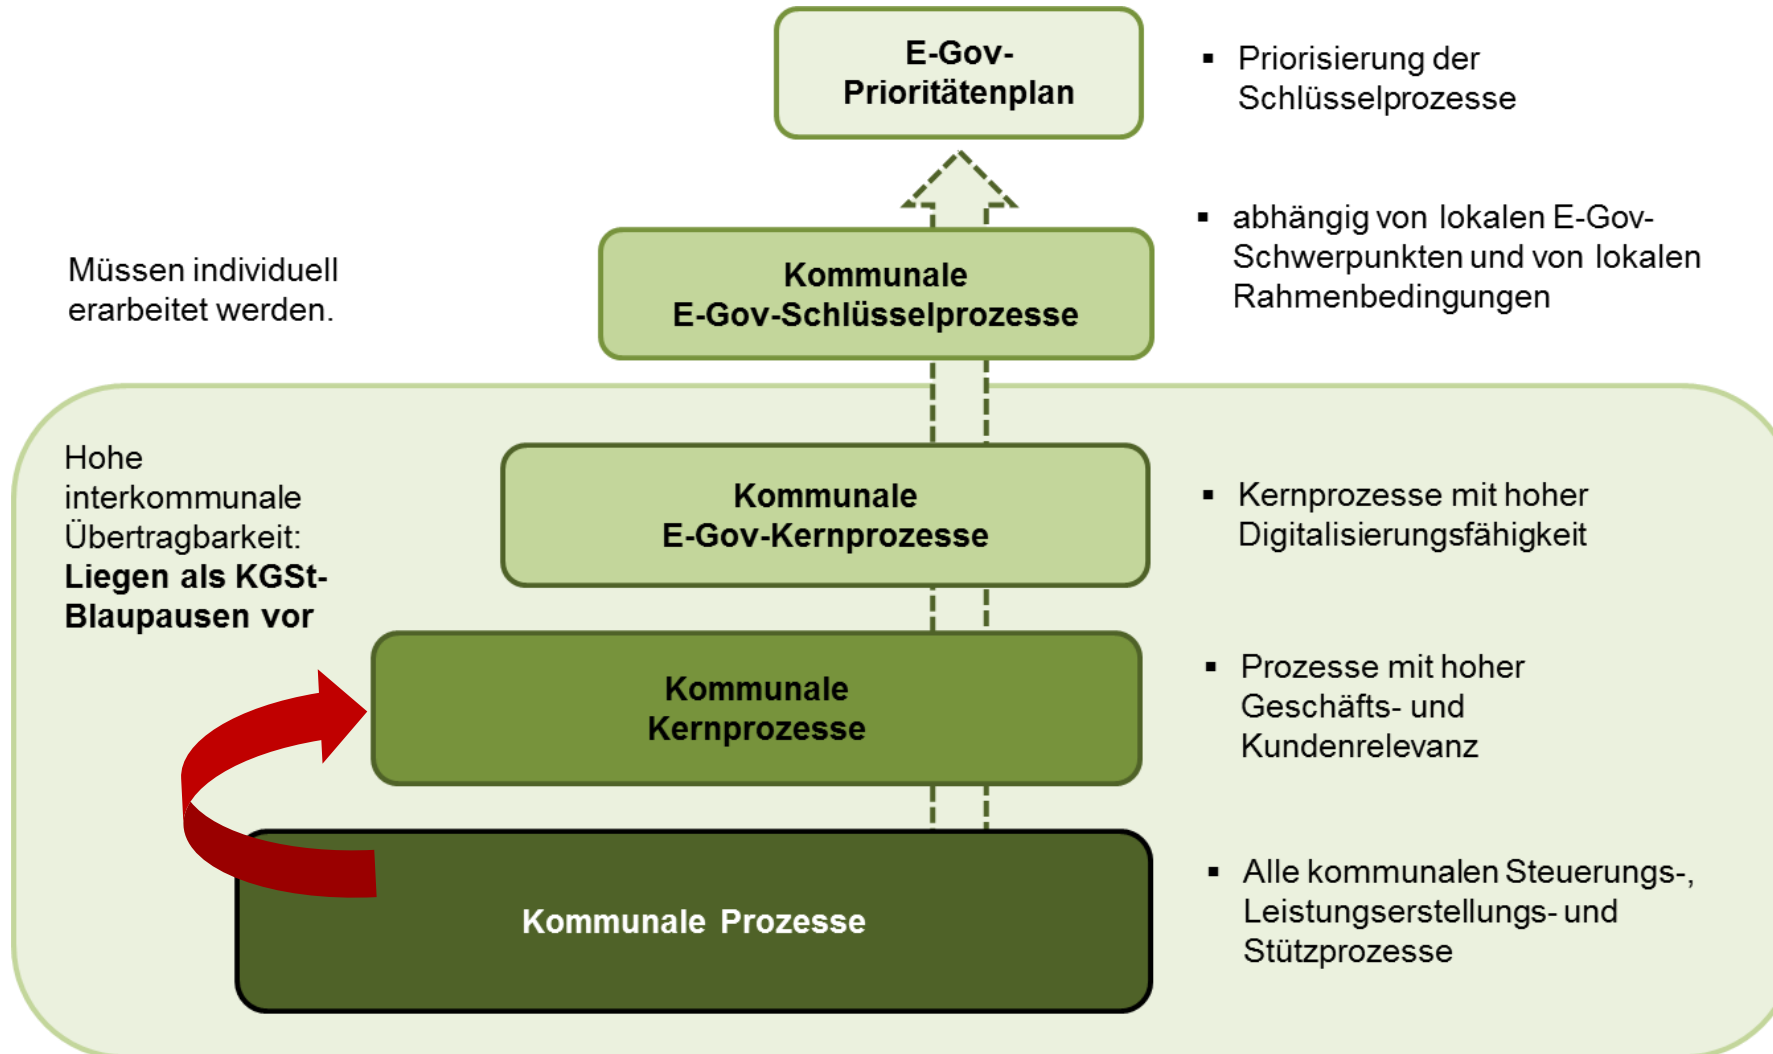 E-Gov-
Prioritätenplan
▪ Priorisierung der
Schlüsselprozesse
Müssen individuell
erarbeitet werden.
Kommunale
E-Gov-Schlüsselprozesse
▪ abhängig von lokalen E-Gov-
Schwerpunkten und von lokalen
Rahmenbedingungen
Hohe
interkommunale
Übertragbarkeit:
Liegen als KGSt-
Blaupausen vor
Kommunale
E-Gov-Kernprozesse
▪ Kernprozesse mit hoher
Digitalisierungsfähigkeit
Kommunale
Kernprozesse
▪ Prozesse mit hoher
Geschäfts- und
Kundenrelevanz
Kommunale Prozesse
▪ Alle kommunalen Steuerungs-,
Leistungserstellungs- und
Stützprozesse